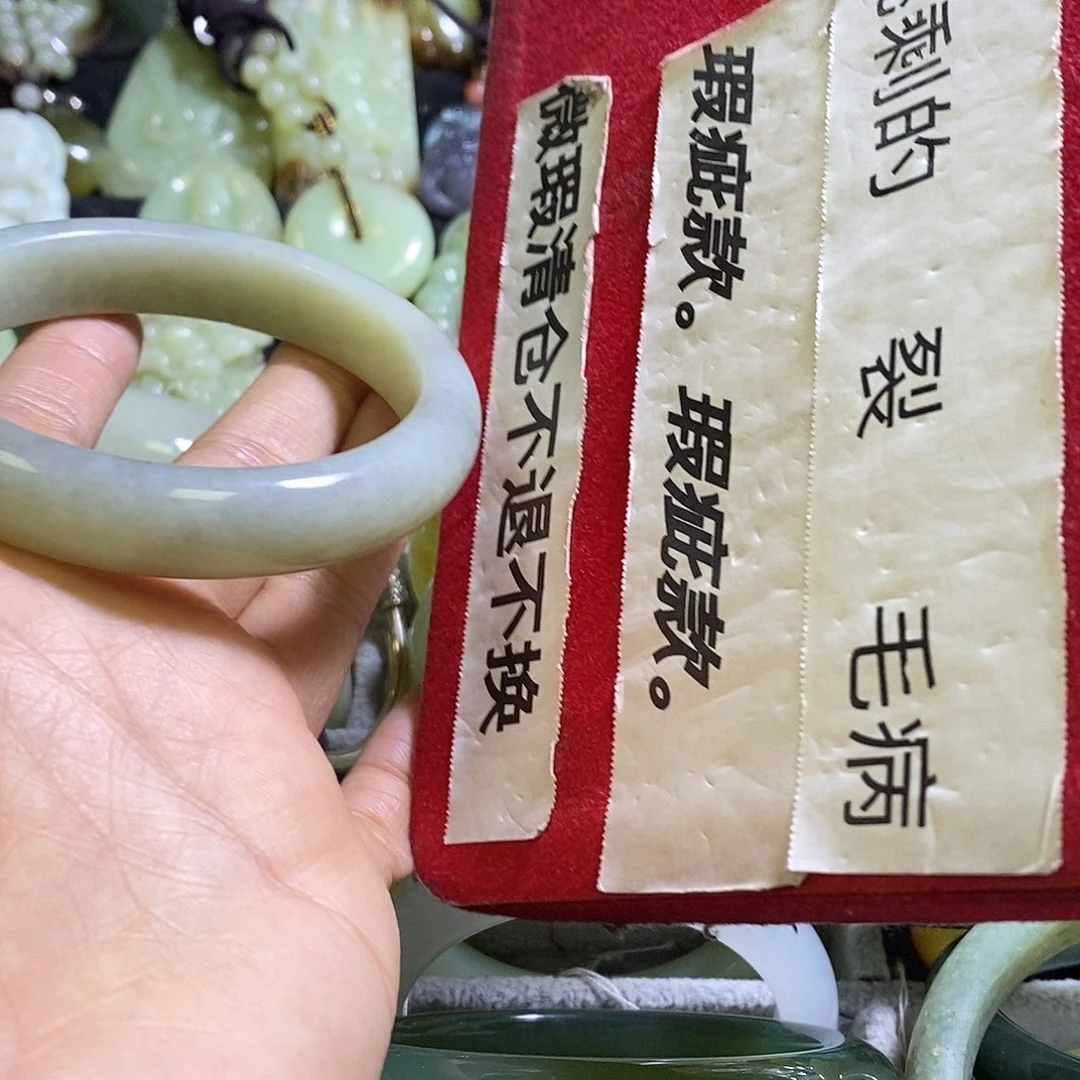 剩的 裂 毛病
瑕疵款。 瑕疵款。
微瑕清仓不退不换